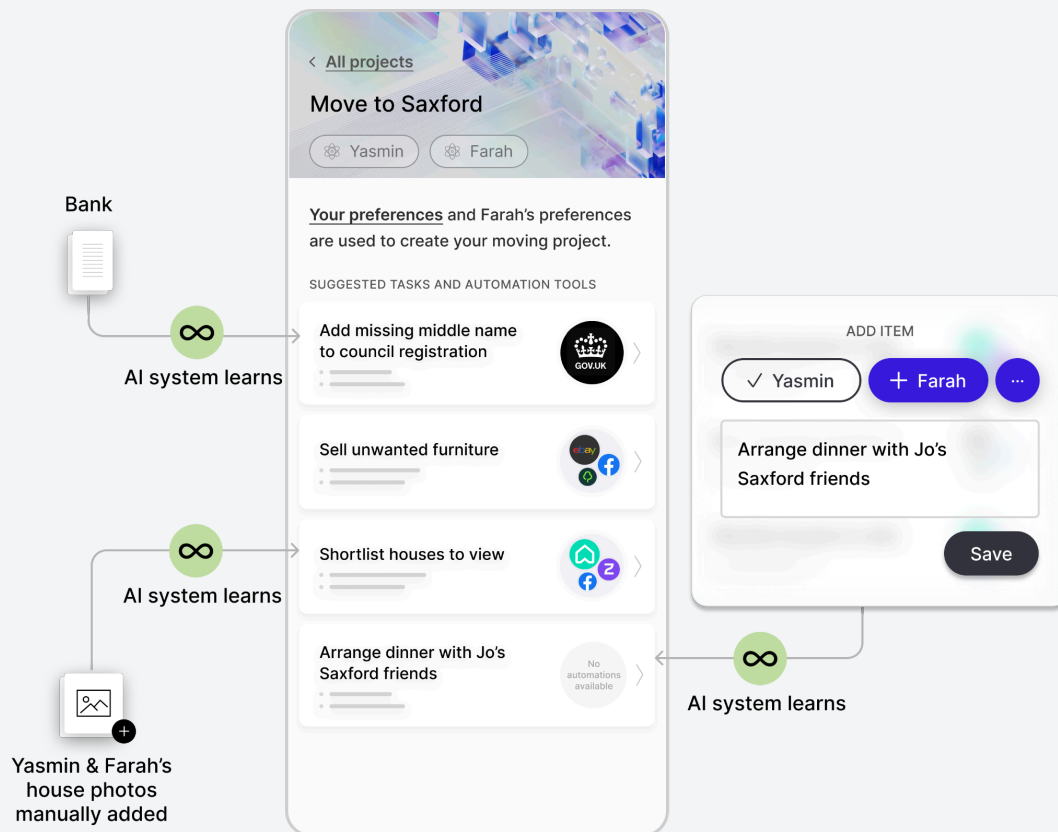 All projects
Move to Saxford
Yasmin
Farah
Your preferences and Farah's preferences
are used to create your moving project.
SUGGESTED TASKS AND AUTOMATION TOOLS
Add missing middle name
to council registration
GOV.UK
Sell unwanted furniture
ebay
Shortlist houses to view
Z
Arrange dinner with Jo's
Saxford friends
No
automations
available
Bank
AI system learns
AI system learns
Yasmin & Farah's
house photos
manually added
ADD ITEM
Yasmin
+ Farah
...
Arrange dinner with Jo's
Saxford friends
Save
AI system learns